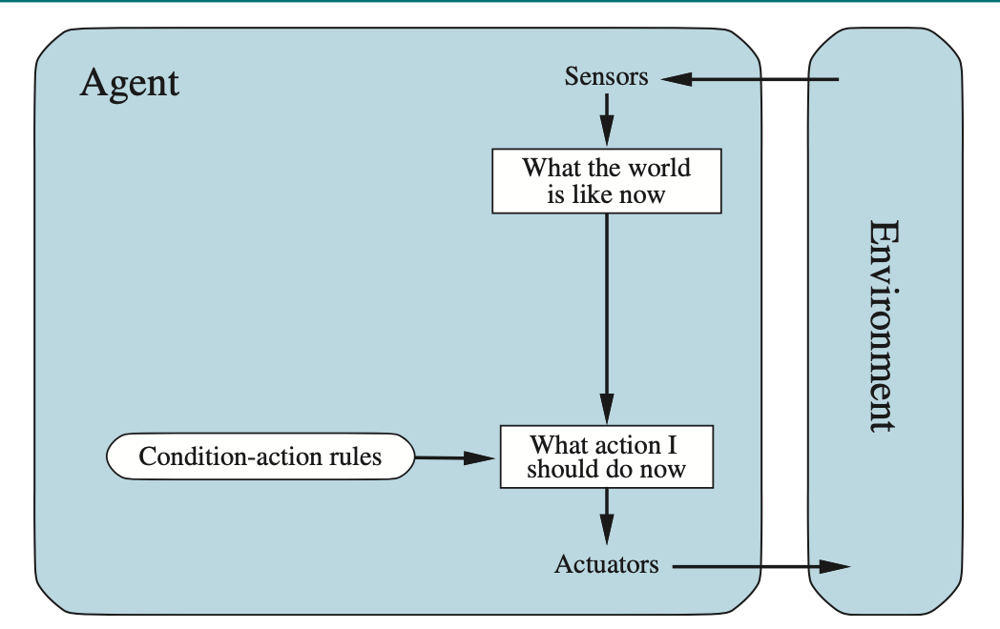 Agent
Sensors
What the world
is like now
Environment
Condition-action rules
What action I
should do now
Actuators